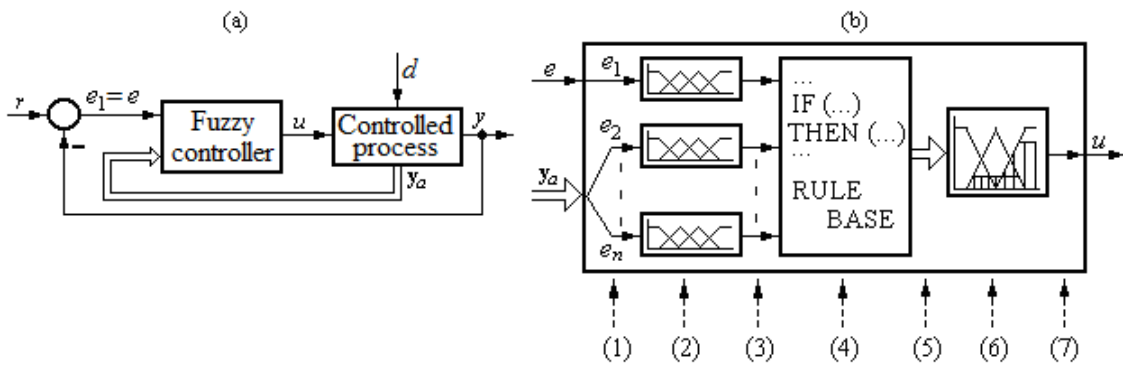 (a)
(b)
d
r
e₁=e
Fuzzy
controller
u
Controlled
process
y
yₐ
−
e
e₁
e₂
yₐ
eₙ
...
IF (...)
THEN (...)
...
RULE
BASE
u
(1) (2) (3) (4) (5) (6) (7)